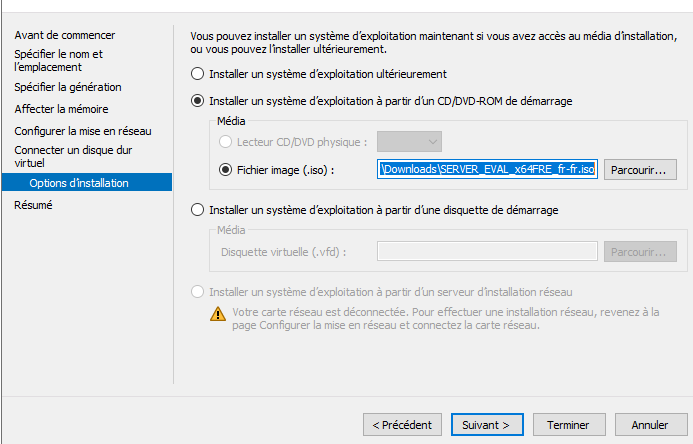 Avant de commencer
Spécifier le nom et
l'emplacement
Spécifier la génération
Affecter la mémoire
Configurer la mise en réseau
Connecter un disque dur
virtuel
Options d'installation
Résumé
Vous pouvez installer un système d'exploitation maintenant si vous avez accès au média d'installation,
ou vous pouvez l'installer ultérieurement.
Installer un système d'exploitation ultérieurement
Installer un système d'exploitation à partir d'un CD/DVD-ROM de démarrage
Média
Lecteur CD/DVD physique :
Fichier image (.iso) : \Downloads\SERVER_EVAL_x64FRE_fr-fr.iso Parcourir...
Installer un système d'exploitation à partir d'une disquette de démarrage
Média
Disquette virtuelle (.vfd) : Parcourir...
Installer un système d'exploitation à partir d'un serveur d'installation réseau
Votre carte réseau est déconnectée. Pour effectuer une installation réseau, revenez à la
page Configurer la mise en réseau et connectez la carte réseau.
< Précédent Suivant > Terminer Annuler